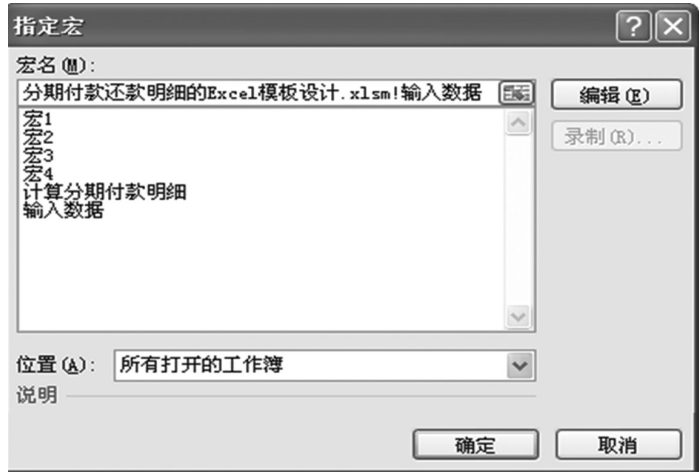 指定宏
宏名(M):
分期付款还款明细的Excel模板设计.xlsm!输入数据
编辑(E)
宏1
录制(R)...
宏2
宏3
宏4
计算分期付款明细
输入数据
位置(A): 所有打开的工作簿
说明
确定 取消